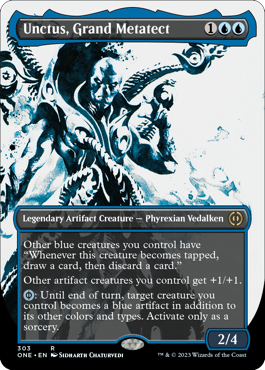 Unctus, Grand Metatect 1
Legendary Artifact Creature — Phyrexian Vedalken
Other blue creatures you control have
“Whenever this creature becomes tapped,
draw a card, then discard a card.”
Other artifact creatures you control get +1/+1.
: Until end of turn, target creature you
control becomes a blue artifact in addition to
its other colors and types. Activate only as a
sorcery.
2/4
303 R
ONE • EN Sidharth Chaturvedi ™ & © 2023 Wizards of the Coast